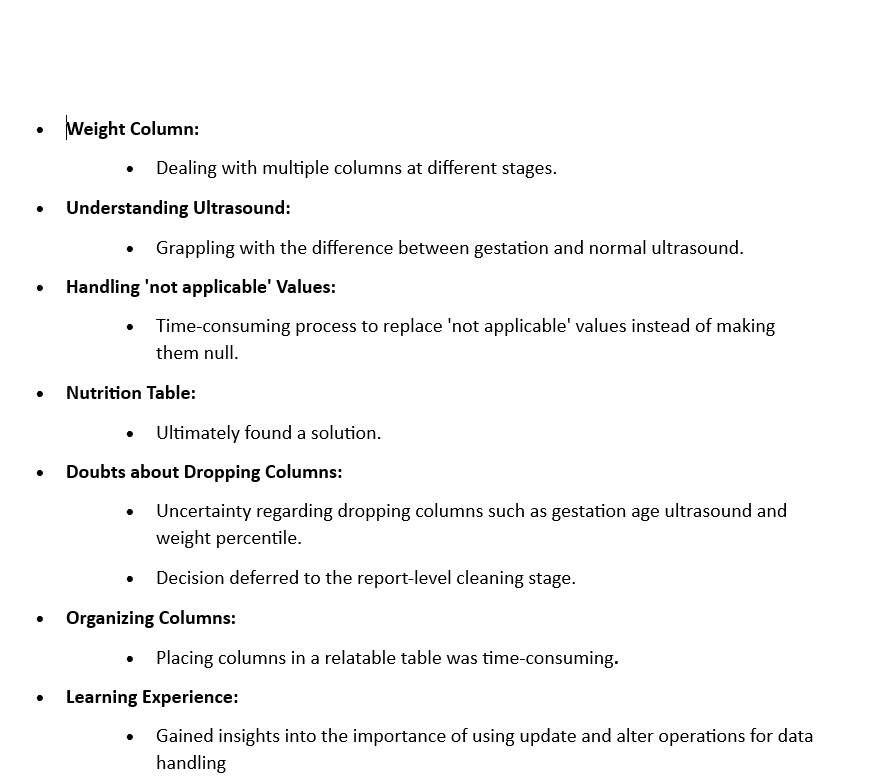 • Weight Column:
• Dealing with multiple columns at different stages.
• Understanding Ultrasound:
• Grappling with the difference between gestation and normal ultrasound.
• Handling 'not applicable' Values:
• Time-consuming process to replace 'not applicable' values instead of making
them null.
• Nutrition Table:
• Ultimately found a solution.
• Doubts about Dropping Columns:
• Uncertainty regarding dropping columns such as gestation age ultrasound and
weight percentile.
• Decision deferred to the report-level cleaning stage.
• Organizing Columns:
• Placing columns in a relatable table was time-consuming.
• Learning Experience:
• Gained insights into the importance of using update and alter operations for data
handling